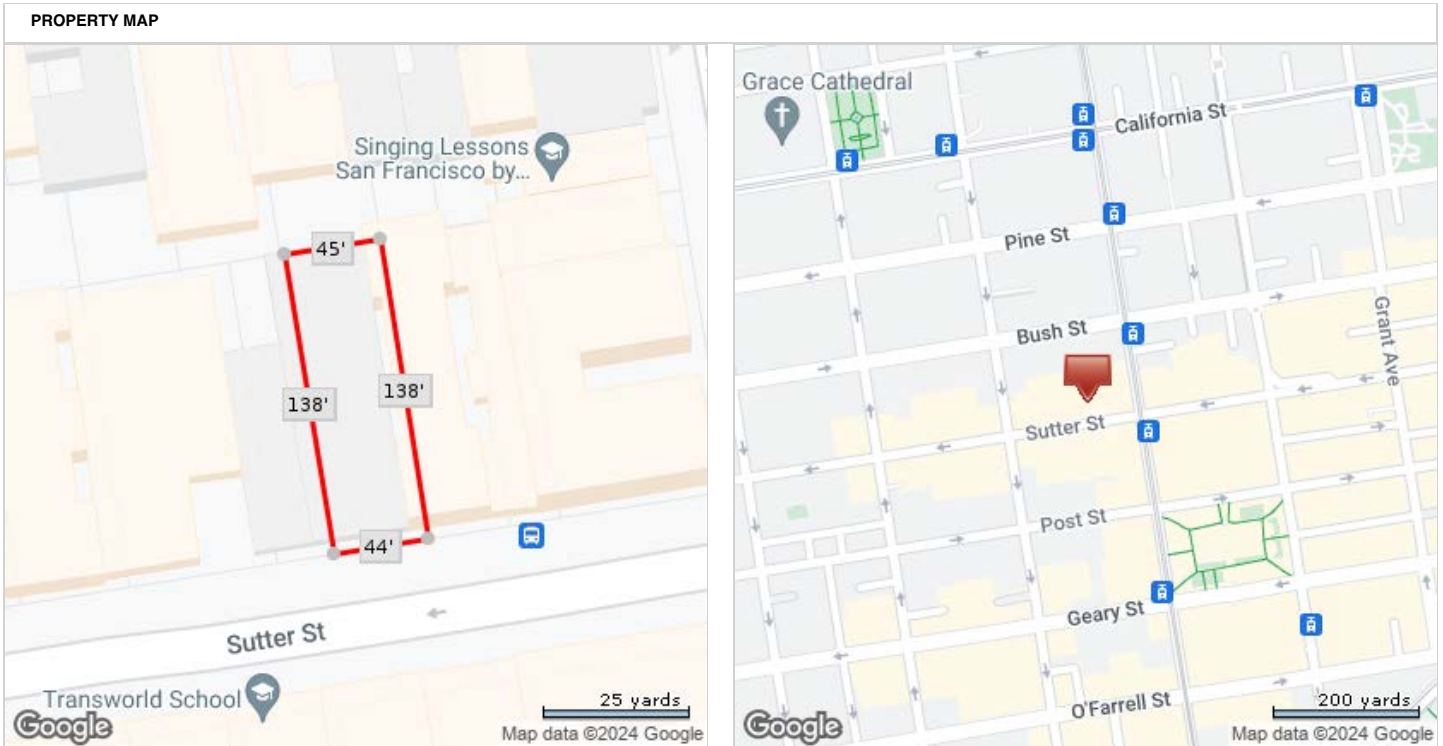 PROPERTY MAP
Singing Lessons
San Francisco by...
45'
138'
138'
44'
Sutter St
Transworld School
25 yards
Google
Map data ©2024 Google
Grace Cathedral
California St
Pine St
Bush St
Grant Ave
Sutter St
Post St
Geary St
O'Farrell St
200 yards
Google
Map data ©2024 Google